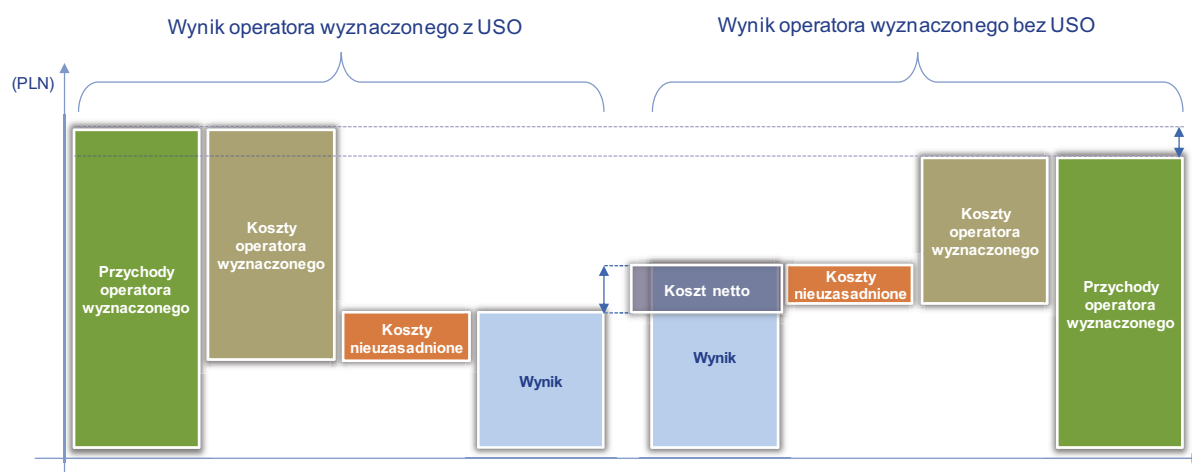 Wynik operatora wyznaczonego z USO
Wynik operatora wyznaczonego bez USO
(PLN)
Przychody
operatora
wyznaczonego
Koszty
operatora
wyznaczonego
Koszty
nieuzasadnione
Wynik
Koszt netto
Wynik
Koszty
nieuzasadnione
Koszty
operatora
wyznaczonego
Przychody
operatora
wyznaczonego